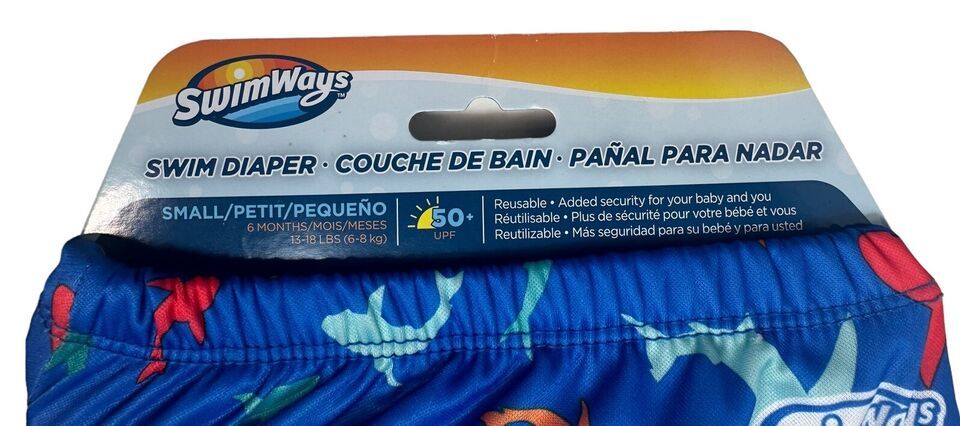 SwimWays™
SWIM DIAPER · COUCHE DE BAIN · PAÑAL PARA NADAR
SMALL/PETIT/PEQUEÑO
6 MONTHS/MOIS/MESES
13-18 LBS (6-8 kg)
50+
UPF
Reusable • Added security for your baby and you
Réutilisable • Plus de sécurité pour votre bébé et vous
Reutilizable • Más seguridad para su bebé y para usted